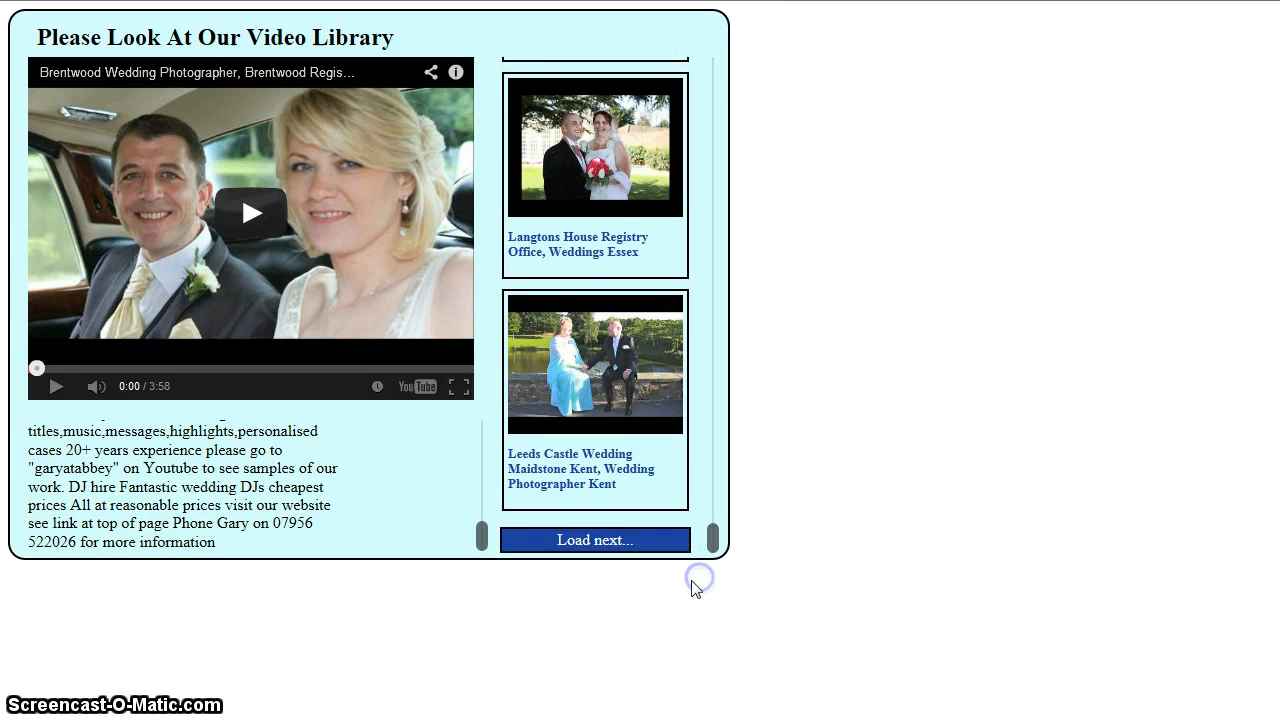 Please Look At Our Video Library
Brentwood Wedding Photographer, Brentwood Regis...
0:00 / 3:58
YouTube
titles,music,messages,highlights,personalised
cases 20+ years experience please go to
"garyatabbey" on Youtube to see samples of our
work. DJ hire Fantastic wedding DJs cheapest
prices All at reasonable prices visit our website
see link at top of page Phone Gary on 07956
522026 for more information
Langtons House Registry
Office, Weddings Essex
Leeds Castle Wedding
Maidstone Kent, Wedding
Photographer Kent
Load next...
Screencast-O-Matic.com